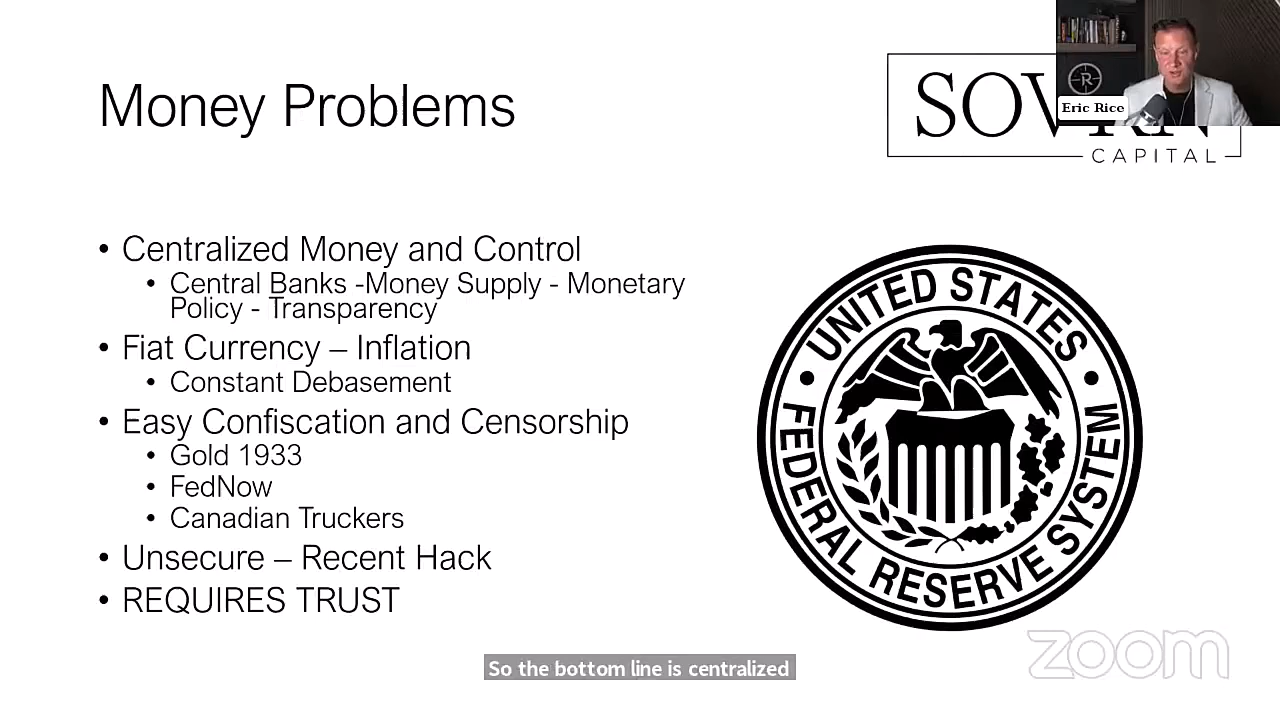 Money Problems
SOV
CAPITAL
Eric Rice
• Centralized Money and Control
• Central Banks -Money Supply - Monetary
Policy - Transparency
• Fiat Currency – Inflation
• Constant Debasement
• Easy Confiscation and Censorship
• Gold 1933
• FedNow
• Canadian Truckers
• Unsecure – Recent Hack
• REQUIRES TRUST
UNITED STATES
FEDERAL RESERVE SYSTEM
zoom
So the bottom line is centralized